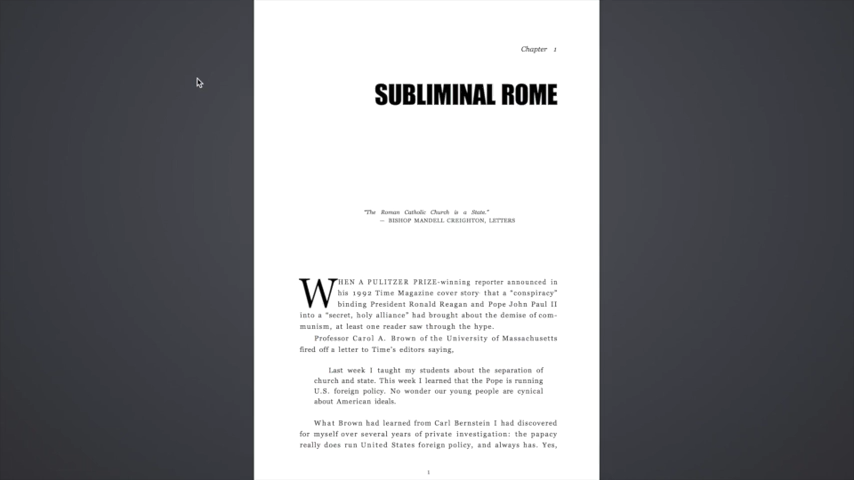 Chapter 1
SUBLIMINAL ROME
"The Roman Catholic Church is a State."
— BISHOP MANDELL CREIGHTON, LETTERS
WHEN A PULITZER PRIZE-winning reporter announced in
his 1992 Time Magazine cover story that a "conspiracy"
binding President Ronald Reagan and Pope John Paul II
into a "secret, holy alliance" had brought about the demise of com-
munism, at least one reader saw through the hype.
Professor Carol A. Brown of the University of Massachusetts
fired off a letter to Time's editors saying,
Last week I taught my students about the separation of
church and state. This week I learned that the Pope is running
U.S. foreign policy. No wonder our young people are cynical
about American ideals.
What Brown had learned from Carl Bernstein I had discovered
for myself over several years of private investigation: the papacy
really does run United States foreign policy, and always has. Yes,
1